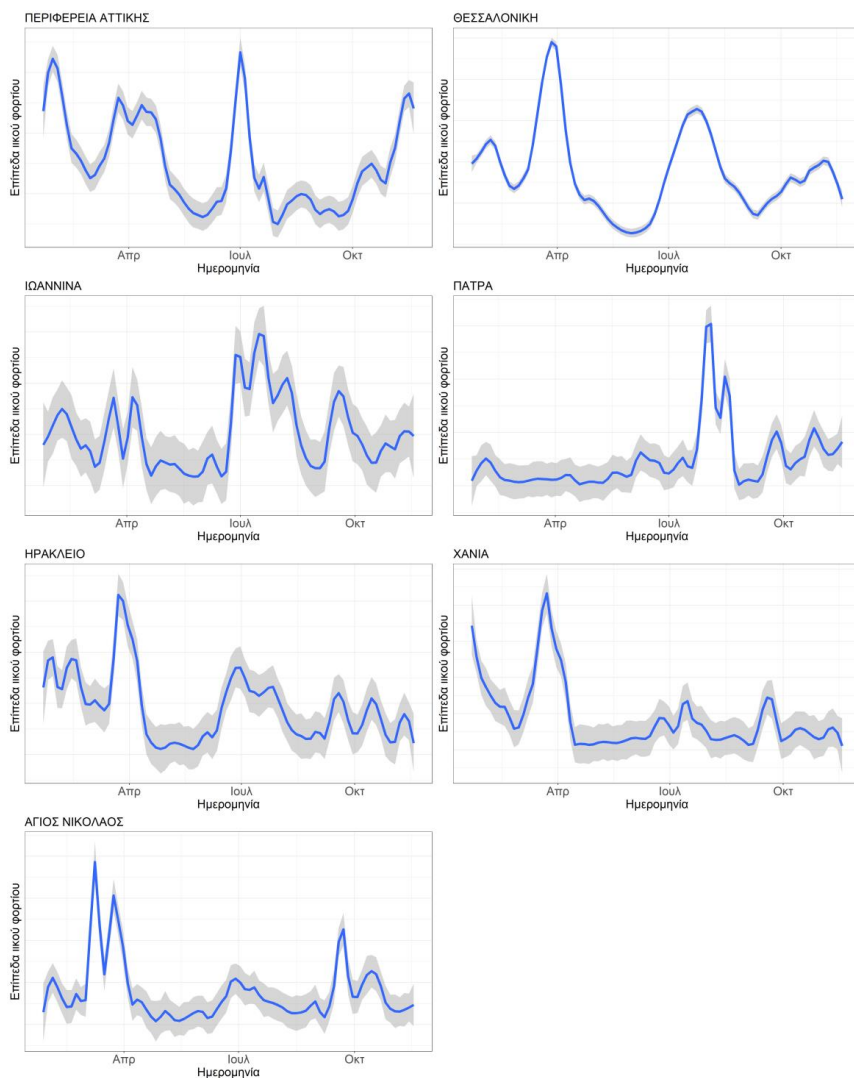 ΠΕΡΙΦΕΡΕΙΑ ΑΤΤΙΚΗΣ
Επίπεδα ιικού φορτίου
Απρ Ιουλ Οκτ
Ημερομηνία
ΘΕΣΣΑΛΟΝΙΚΗ
Επίπεδα ιικού φορτίου
Απρ Ιουλ Οκτ
Ημερομηνία
ΙΩΑΝΝΙΝΑ
Επίπεδα ιικού φορτίου
Απρ Ιουλ Οκτ
Ημερομηνία
ΠΑΤΡΑ
Επίπεδα ιικού φορτίου
Απρ Ιουλ Οκτ
Ημερομηνία
ΗΡΑΚΛΕΙΟ
Επίπεδα ιικού φορτίου
Απρ Ιουλ Οκτ
Ημερομηνία
ΧΑΝΙΑ
Επίπεδα ιικού φορτίου
Απρ Ιουλ Οκτ
Ημερομηνία
ΑΓΙΟΣ ΝΙΚΟΛΑΟΣ
Επίπεδα ιικού φορτίου
Απρ Ιουλ Οκτ
Ημερομηνία